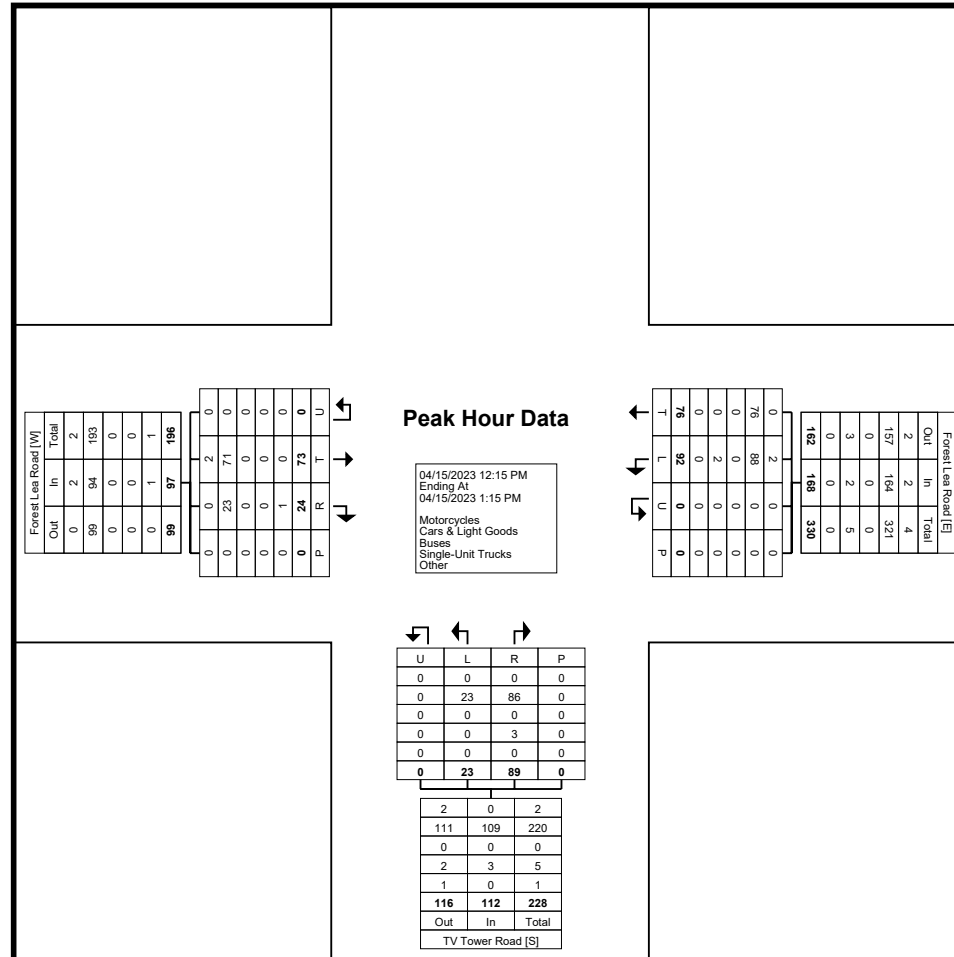 Peak Hour Data
04/15/2023 12:15 PM
Ending At
04/15/2023 1:15 PM
Motorcycles
Cars & Light Goods
Buses
Single-Unit Trucks
Other
Forest Lea Road [W]
Total 2 193 0 0 1 196
In 2 94 0 0 1 97
Out 0 99 0 0 0 99
0 0 0 0 0 0 U
2 71 0 0 0 73 T
0 23 0 0 1 24 R
0 0 0 0 0 0 P
T 76 0 0 0 76 0
L 92 0 2 0 88 2
U 0 0 0 0 0 0
P 0 0 0 0 0 0
Forest Lea Road [E]
162 0 3 0 157 2 Out
168 0 2 0 164 2 In
330 0 5 0 321 4 Total
U L R P
0 0 0 0
0 23 86 0
0 0 0 0
0 0 3 0
0 0 0 0
0 23 89 0
2 0 2
111 109 220
0 0 0
2 3 5
1 0 1
116 112 228
Out In Total
TV Tower Road [S]